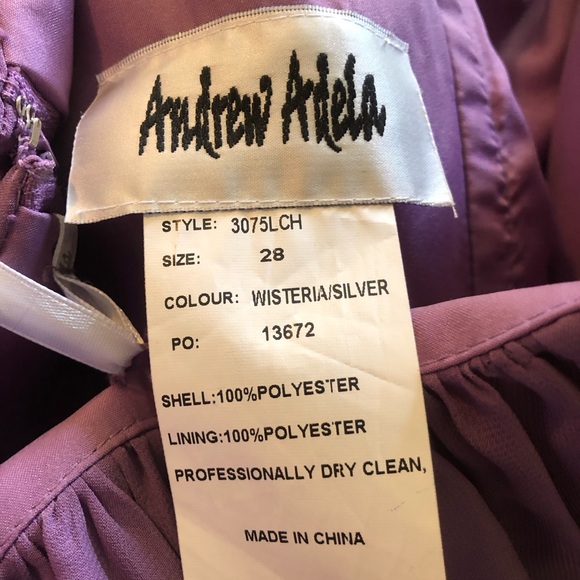 Andrew Adela
STYLE: 3075LCH
SIZE: 28
COLOUR: WISTERIA/SILVER
PO: 13672
SHELL:100%POLYESTER
LINING:100%POLYESTER
PROFESSIONALLY DRY CLEAN,
MADE IN CHINA